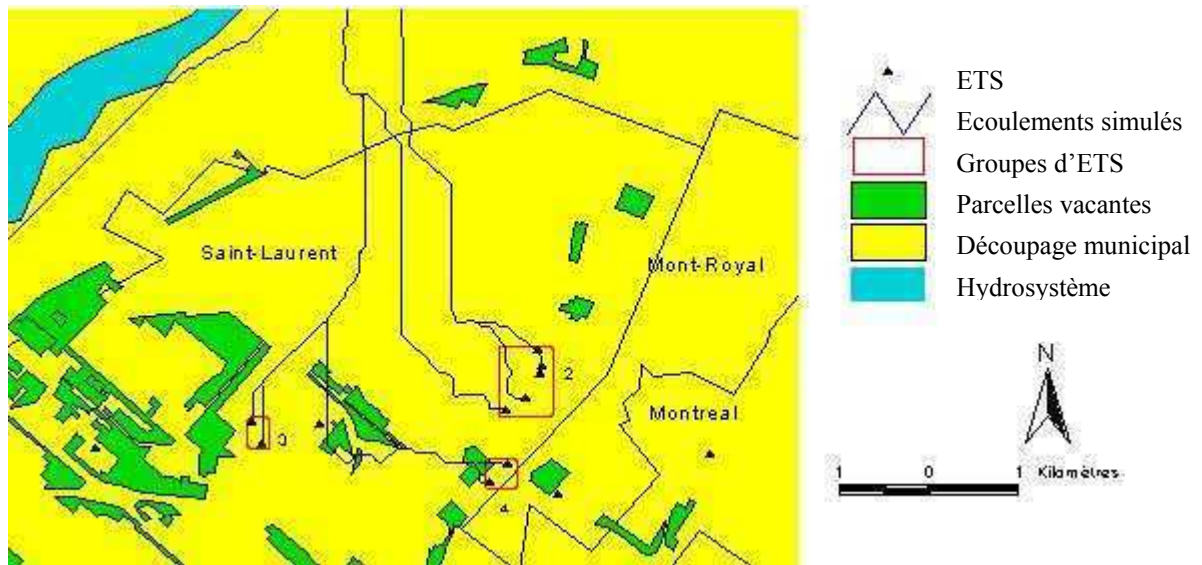 Saint-Laurent
Mont-Royal
Montreal
2
3
4
ETS
Ecoulements simulés
Groupes d’ETS
Parcelles vacantes
Découpage municipal
Hydrosystème
N
1 0 1 Kilomètres